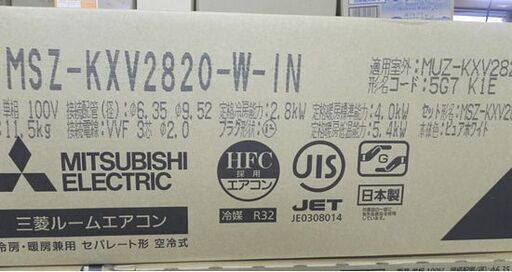 MSZ-KXV2820-W-IN
適用室外:MUZ-KXV282
形名コード:5G7 K1E
単相 100V 接続配管(径):φ6.35 φ9.52 定格冷房能力:2.8kW 定格暖房標準能力:4.0kW セット形名:MSZ-KXV28
:11.5kg 接続電線:VVF 3芯 φ2.0 プラグ形状: 定格暖房低温能力:5.4kW 本体色:ピュアホワイト
MITSUBISHI
ELECTRIC
HFC
採用
エアコン
冷媒 R32
JIS
JET
JE0308014
G
日本製
三菱ルームエアコン
冷房・暖房兼用 セパレート形 空冷式